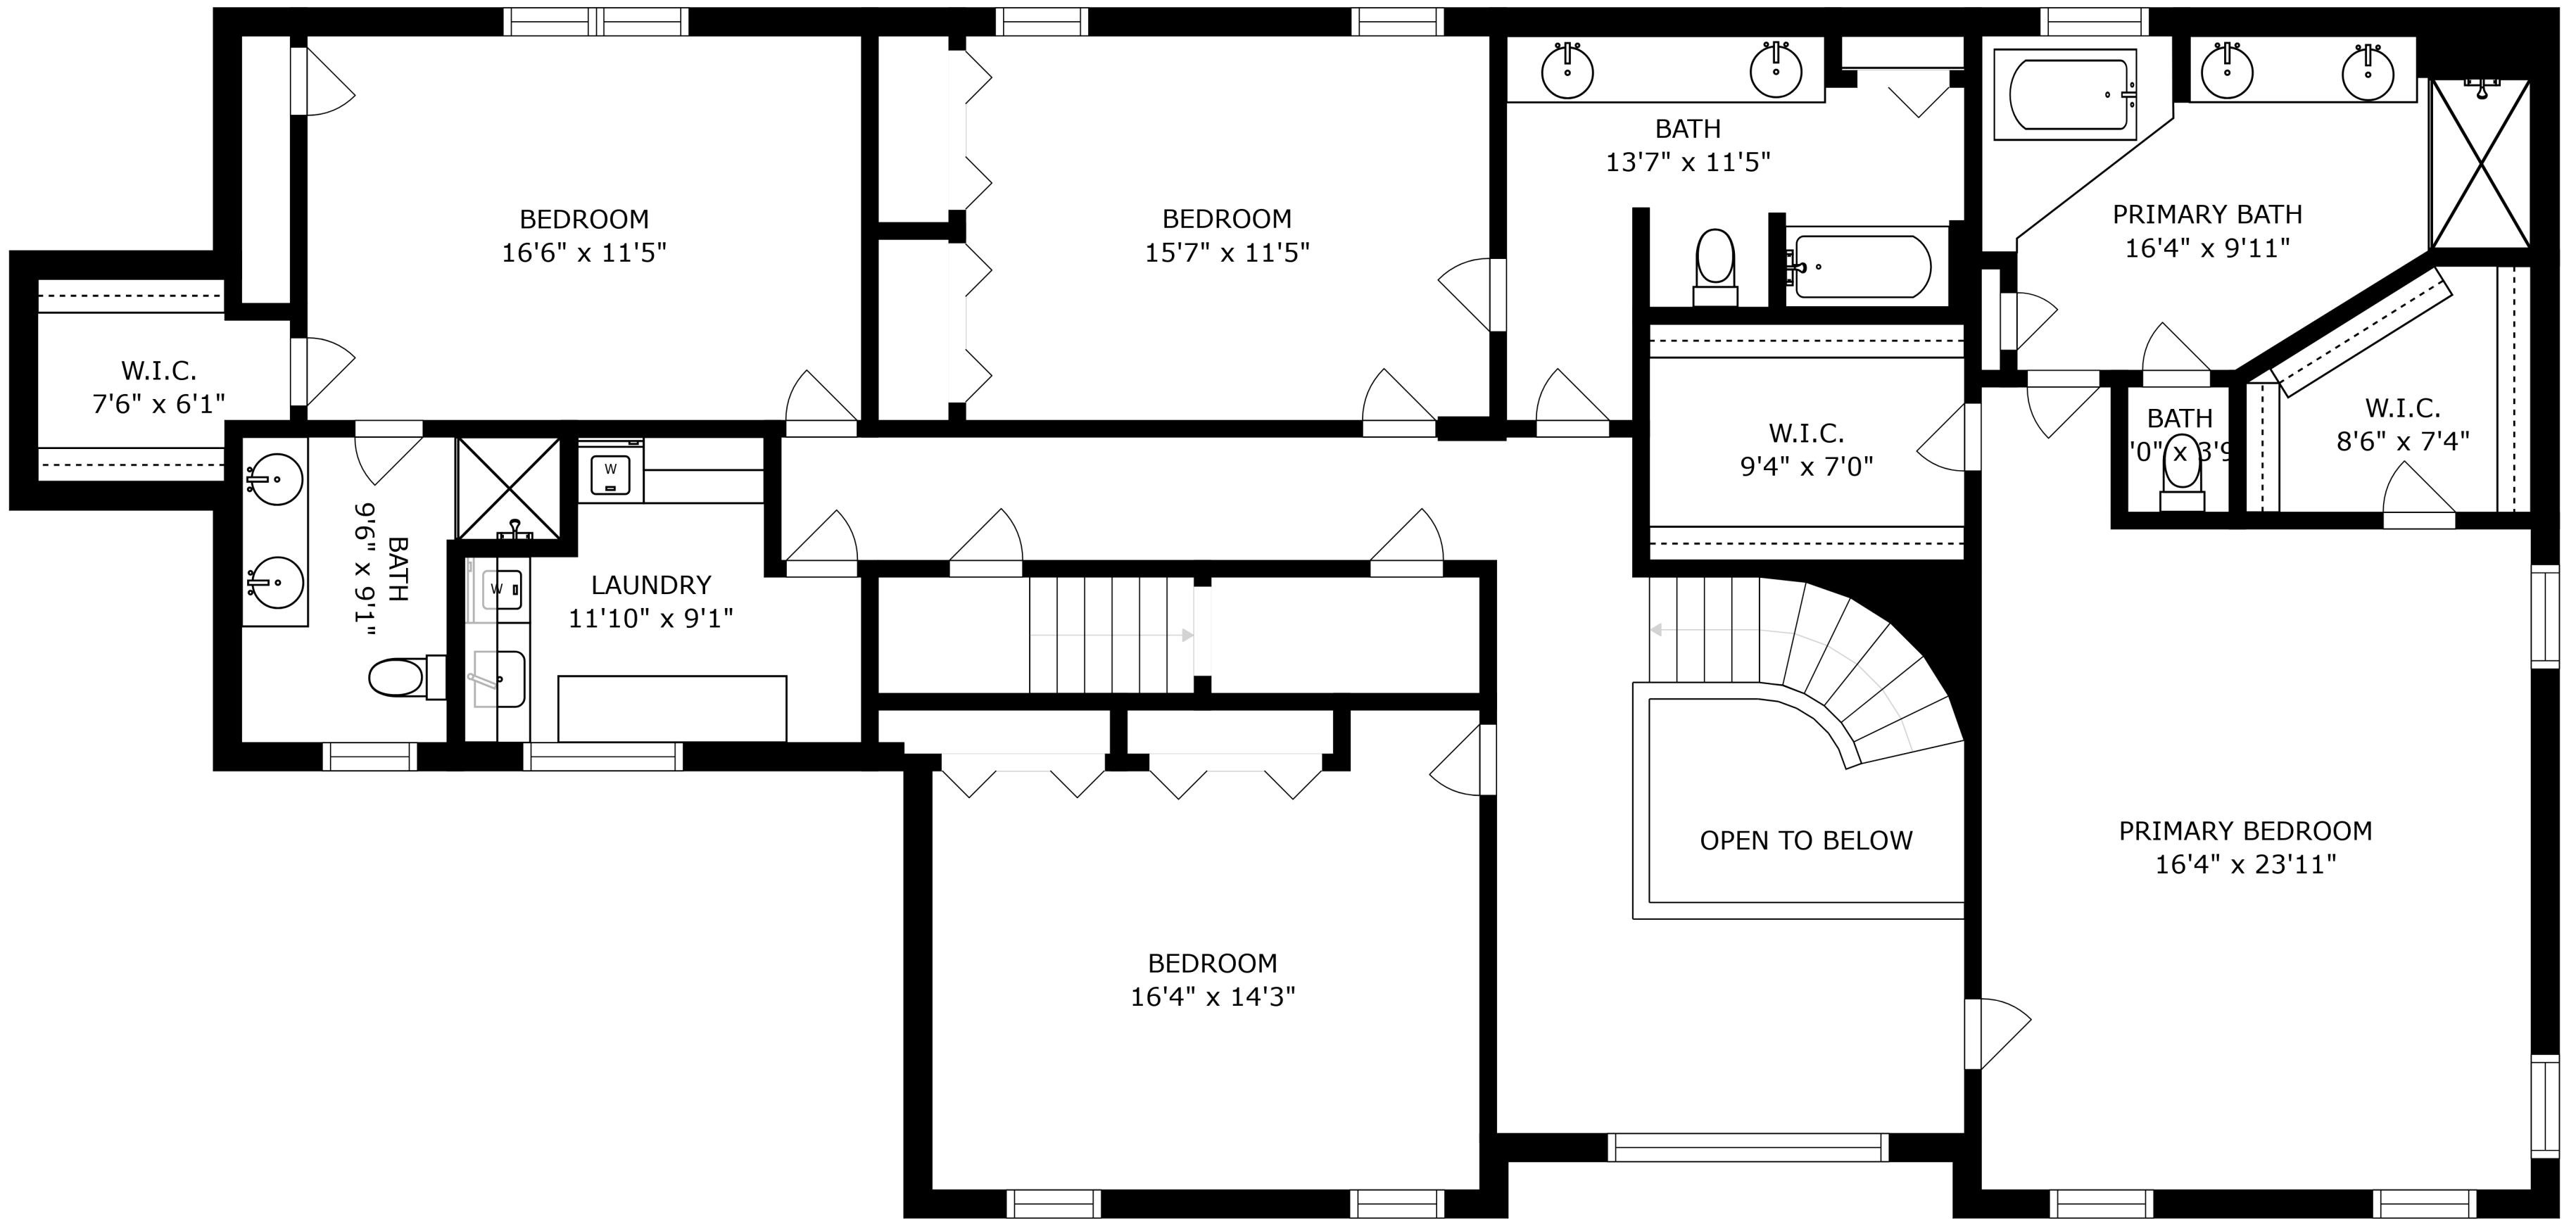 BEDROOM
16'6" x 11'5"
BEDROOM
15'7" x 11'5"
BATH
13'7" x 11'5"
PRIMARY BATH
16'4" x 9'11"
W.I.C.
7'6" x 6'1"
W.I.C.
9'4" x 7'0"
BATH
'0" x 3'9
W.I.C.
8'6" x 7'4"
BATH
9'6" x 9'1"
W
W
LAUNDRY
11'10" x 9'1"
OPEN TO BELOW
PRIMARY BEDROOM
16'4" x 23'11"
BEDROOM
16'4" x 14'3"